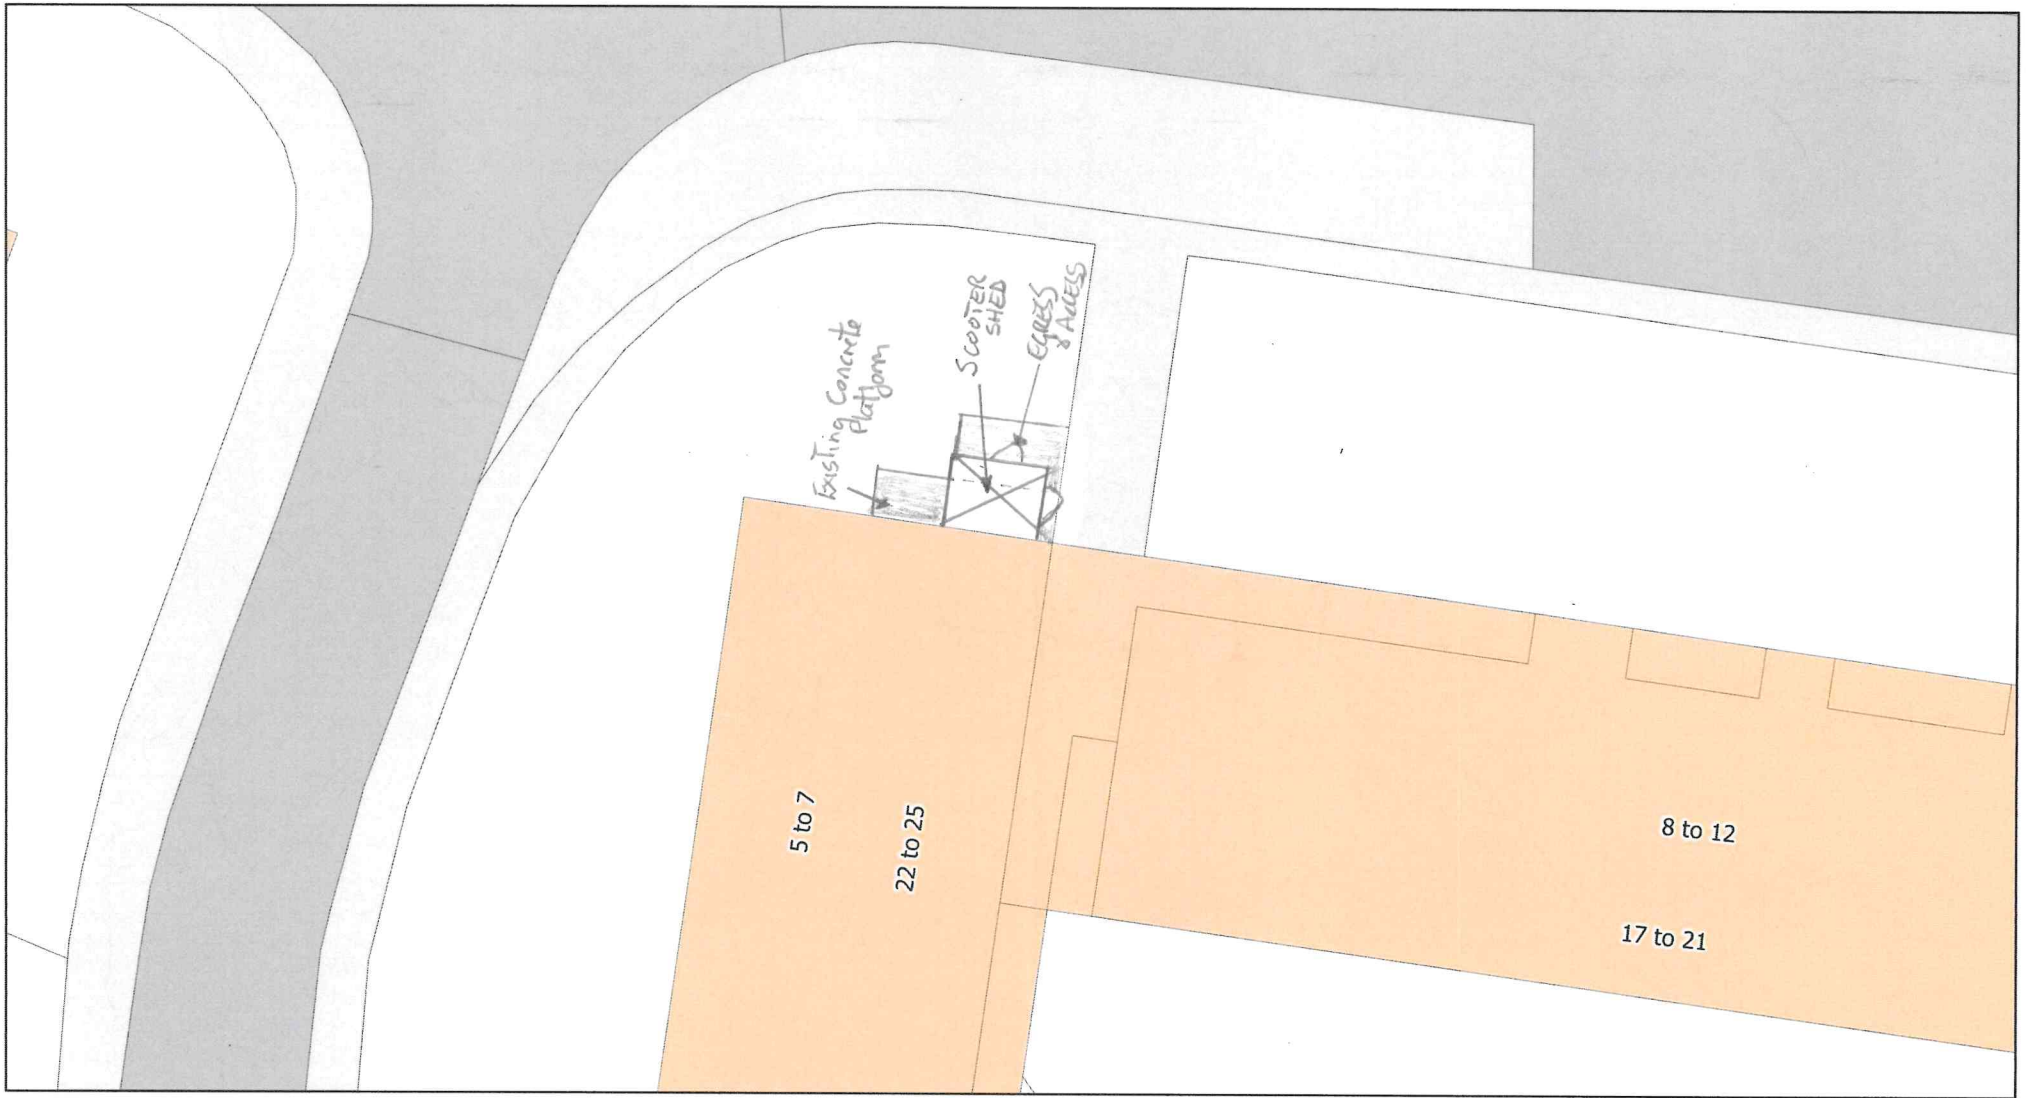 Existing Concrete
Platform
SCOOTER
SHED
EGRESS
& ACCESS
5 to 7
22 to 25
8 to 12
17 to 21